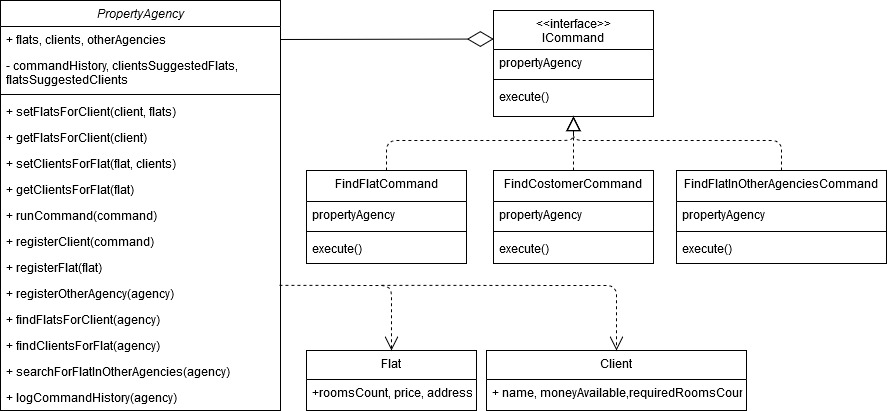 PropertyAgency
+ flats, clients, otherAgencies
- commandHistory, clientsSuggestedFlats,
flatsSuggestedClients
+ setFlatsForClient(client, flats)
+ getFlatsForClient(client)
+ setClientsForFlat(flat, clients)
+ getClientsForFlat(flat)
+ runCommand(command)
+ registerClient(command)
+ registerFlat(flat)
+ registerOtherAgency(agency)
+ findFlatsForClient(agency)
+ findClientsForFlat(agency)
+ searchForFlatInOtherAgencies(agency)
+ logCommandHistory(agency)
<<interface>>
ICommand
propertyAgency
execute()
FindFlatCommand
propertyAgency
execute()
FindCostomerCommand
propertyAgency
execute()
FindFlatInOtherAgenciesCommand
propertyAgency
execute()
Flat
+roomsCount, price, address
Client
+ name, moneyAvailable,requiredRoomsCour